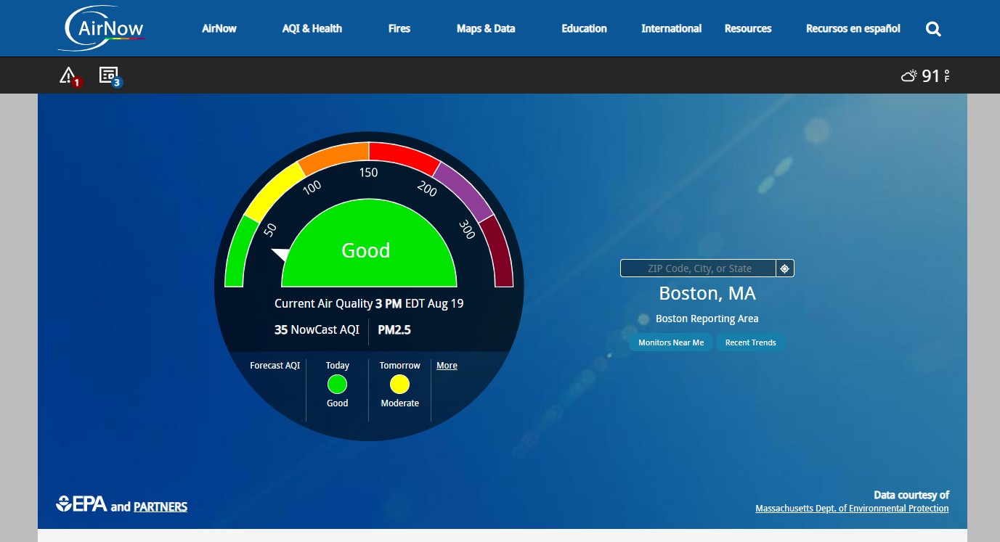 AirNow
AirNow AQI & Health Fires Maps & Data Education International Resources Recursos en español
1 3 91 °F
50 100 150 200 300
Good
Current Air Quality 3 PM EDT Aug 19
35 NowCast AQI PM2.5
Forecast AQI Today Tomorrow More
Good Moderate
ZIP Code, City, or State
Boston, MA
Boston Reporting Area
Monitors Near Me Recent Trends
EPA and PARTNERS
Data courtesy of
Massachusetts Dept. of Environmental Protection